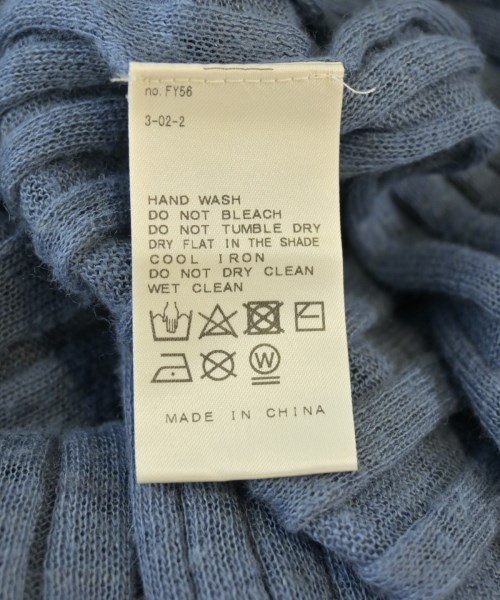 no. FY56
3-02-2
HAND WASH
DO NOT BLEACH
DO NOT TUMBLE DRY
DRY FLAT IN THE SHADE
COOL IRON
DO NOT DRY CLEAN
WET CLEAN
W
MADE IN CHINA